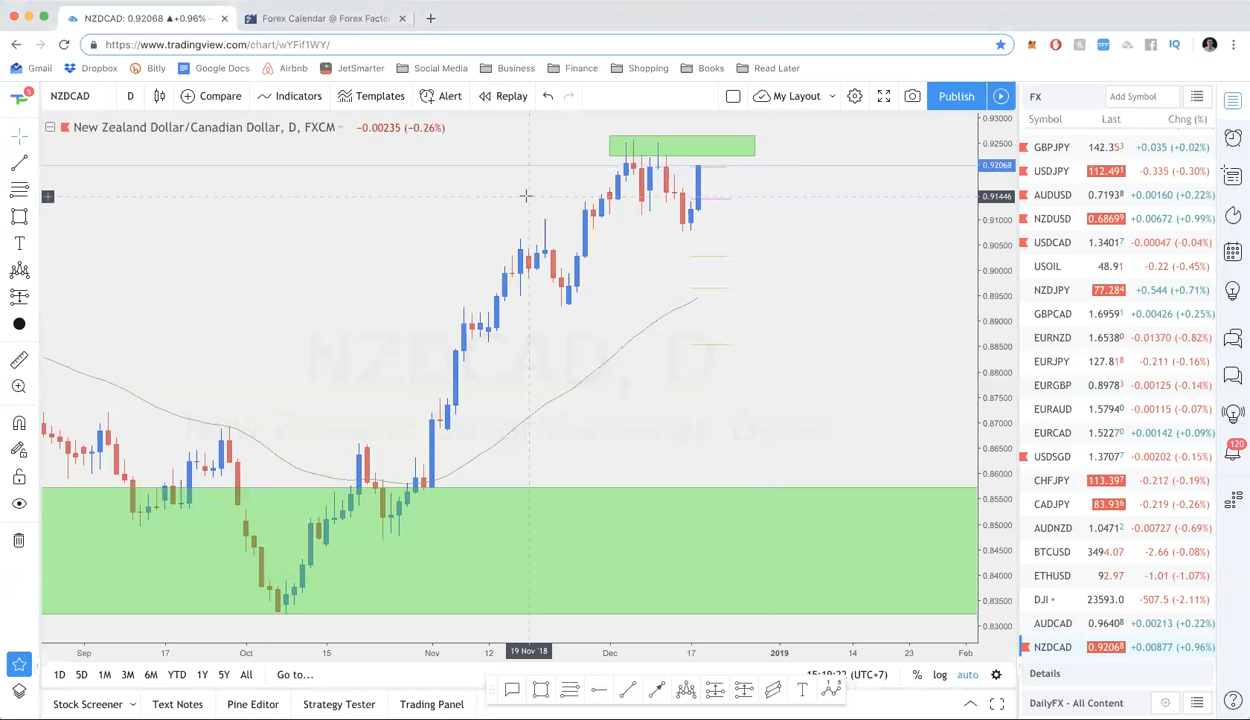 NZDCAD: 0.92068 ▲+0.96%
Forex Calendar @ Forex Facto
https://www.tradingview.com/chart/wYFif1WY/
Gmail Dropbox Bitly Google Docs Airbnb JetSmarter Social Media Business Finance Shopping Books Read Later
5 NZDCAD D Compare Indicators Templates Alert Replay My Layout Publish FX Add Symbol
New Zealand Dollar/Canadian Dollar, D, FXCM -0.00235 (-0.26%)
Symbol Last Chng (%)
GBPJPY 142.353 +0.035 (+0.02%)
USDJPY 112.491 -0.335 (-0.30%)
AUDUSD 0.71938 +0.00160 (+0.22%)
NZDUSD 0.68699 +0.00672 (+0.99%)
USDCAD 1.34017 -0.00047 (-0.04%)
USOIL 48.91 -0.22 (-0.45%)
NZDJPY 77.284 +0.544 (+0.71%)
GBPCAD 1.69591 +0.00426 (+0.25%)
EURNZD 1.65380 -0.01370 (-0.82%)
EURJPY 127.818 -0.211 (-0.16%)
EURGBP 0.89783 -0.00125 (-0.14%)
EURAUD 1.57940 -0.00115 (-0.07%)
EURCAD 1.52270 +0.00142 (+0.09%)
USDSGD 1.37077 -0.00202 (-0.15%)
CHFJPY 113.397 -0.212 (-0.19%)
CADJPY 83.936 -0.219 (-0.26%)
AUDNZD 1.04712 -0.00727 (-0.69%)
BTCUSD 3494.07 -2.66 (-0.08%)
ETHUSD 92.97 -1.01 (-1.07%)
DJI 23593.0 -507.5 (-2.11%)
AUDCAD 0.96408 +0.00213 (+0.22%)
NZDCAD 0.92068 +0.00877 (+0.96%)
0.93000
0.92500
0.92068
0.91446
0.91000
0.90500
0.90000
0.89500
0.89000
0.88500
0.88000
0.87500
0.87000
0.86500
0.86000
0.85500
0.85000
0.84500
0.84000
0.83500
0.83000
NZDCAD, D
120
Sep 17 Oct 15 Nov 12 19 Nov '18 Dec 17 2019 14 Feb
1D 5D 1M 3M 6M YTD 1Y 5Y All Go to... (UTC+7) % log auto
Details
Stock Screener Text Notes Pine Editor Strategy Tester Trading Panel
DailyFX - All Content